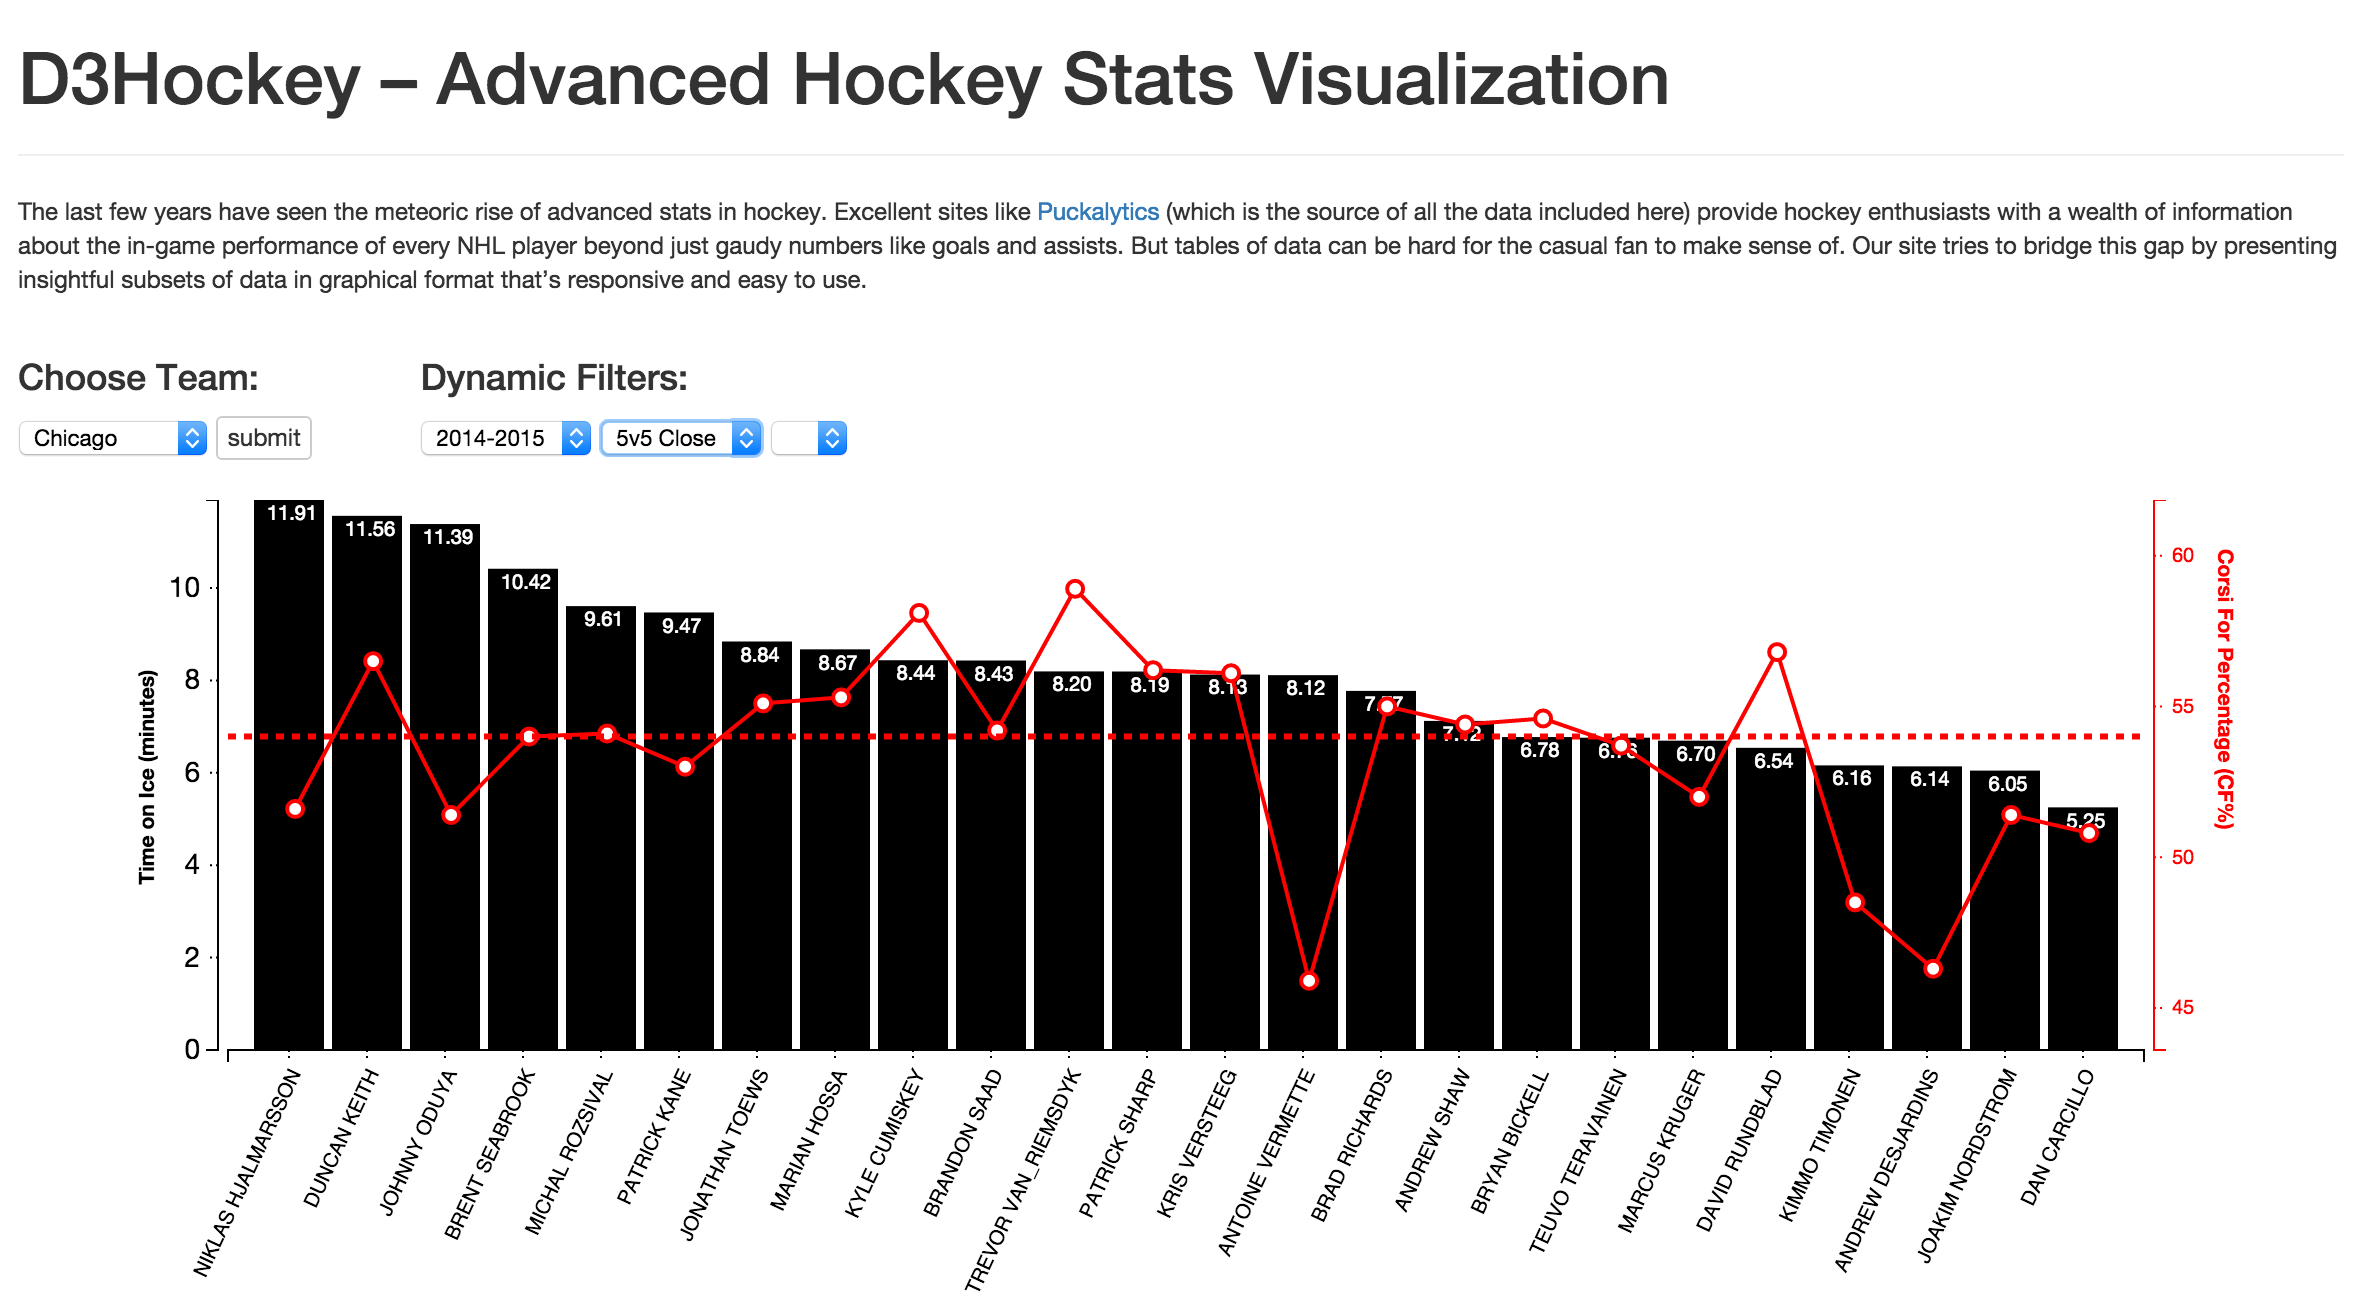 D3Hockey – Advanced Hockey Stats Visualization
The last few years have seen the meteoric rise of advanced stats in hockey. Excellent sites like Puckalytics (which is the source of all the data included here) provide hockey enthusiasts with a wealth of information
about the in-game performance of every NHL player beyond just gaudy numbers like goals and assists. But tables of data can be hard for the casual fan to make sense of. Our site tries to bridge this gap by presenting
insightful subsets of data in graphical format that’s responsive and easy to use.
Choose Team:
Dynamic Filters:
Chicago
submit
2014-2015
5v5 Close
Time on Ice (minutes)
10
8
6
4
2
0
11.91
11.56
11.39
10.42
9.61
9.47
8.84
8.67
8.44
8.43
8.20
8.19
8.13
8.12
6.78
6.70
6.54
6.16
6.14
6.05
5.25
60
55
50
45
Corsi For Percentage (CF%)
NIKLAS HJALMARSSON
DUNCAN KEITH
JOHNNY ODUYA
BRENT SEABROOK
MICHAL ROZSIVAL
PATRICK KANE
JONATHAN TOEWS
MARIAN HOSSA
KYLE CUMISKEY
BRANDON SAAD
TREVOR VAN_RIEMSDYK
PATRICK SHARP
KRIS VERSTEEG
ANTOINE VERMETTE
BRAD RICHARDS
ANDREW SHAW
BRYAN BICKELL
TEUVO TERAVAINEN
MARCUS KRUGER
DAVID RUNDBLAD
KIMMO TIMONEN
ANDREW DESJARDINS
JOAKIM NORDSTROM
DAN CARCILLO